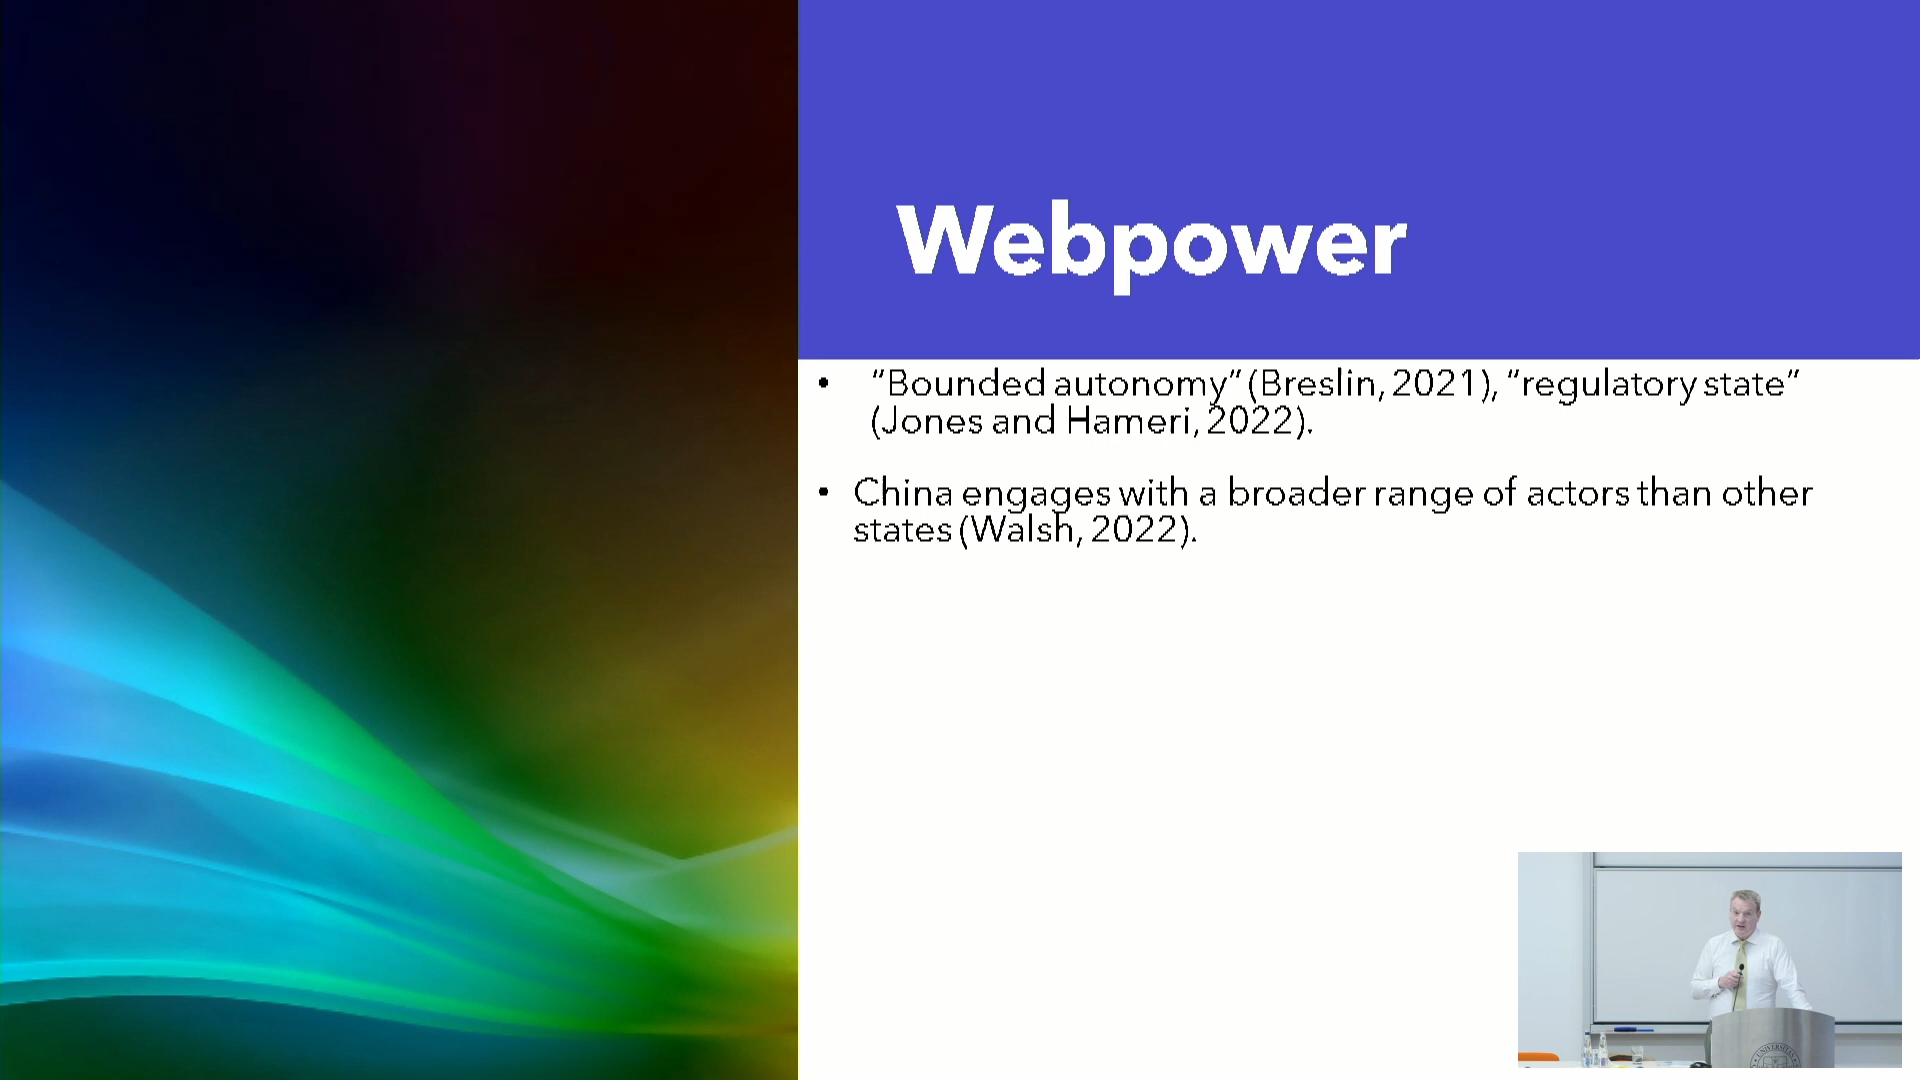 Webpower
• “Bounded autonomy” (Breslin, 2021), “regulatory state”
(Jones and Hameri, 2022).
• China engages with a broader range of actors than other
states (Walsh, 2022).